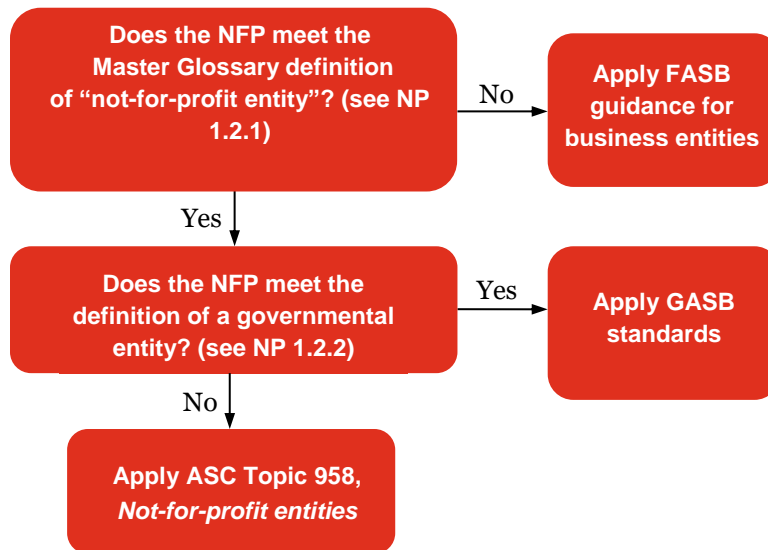 Does the NFP meet the
Master Glossary definition
of “not-for-profit entity”? (see NP
1.2.1)
No
Apply FASB
guidance for
business entities
Yes
Does the NFP meet the
definition of a governmental
entity? (see NP 1.2.2)
Yes
Apply GASB
standards
No
Apply ASC Topic 958,
Not-for-profit entities